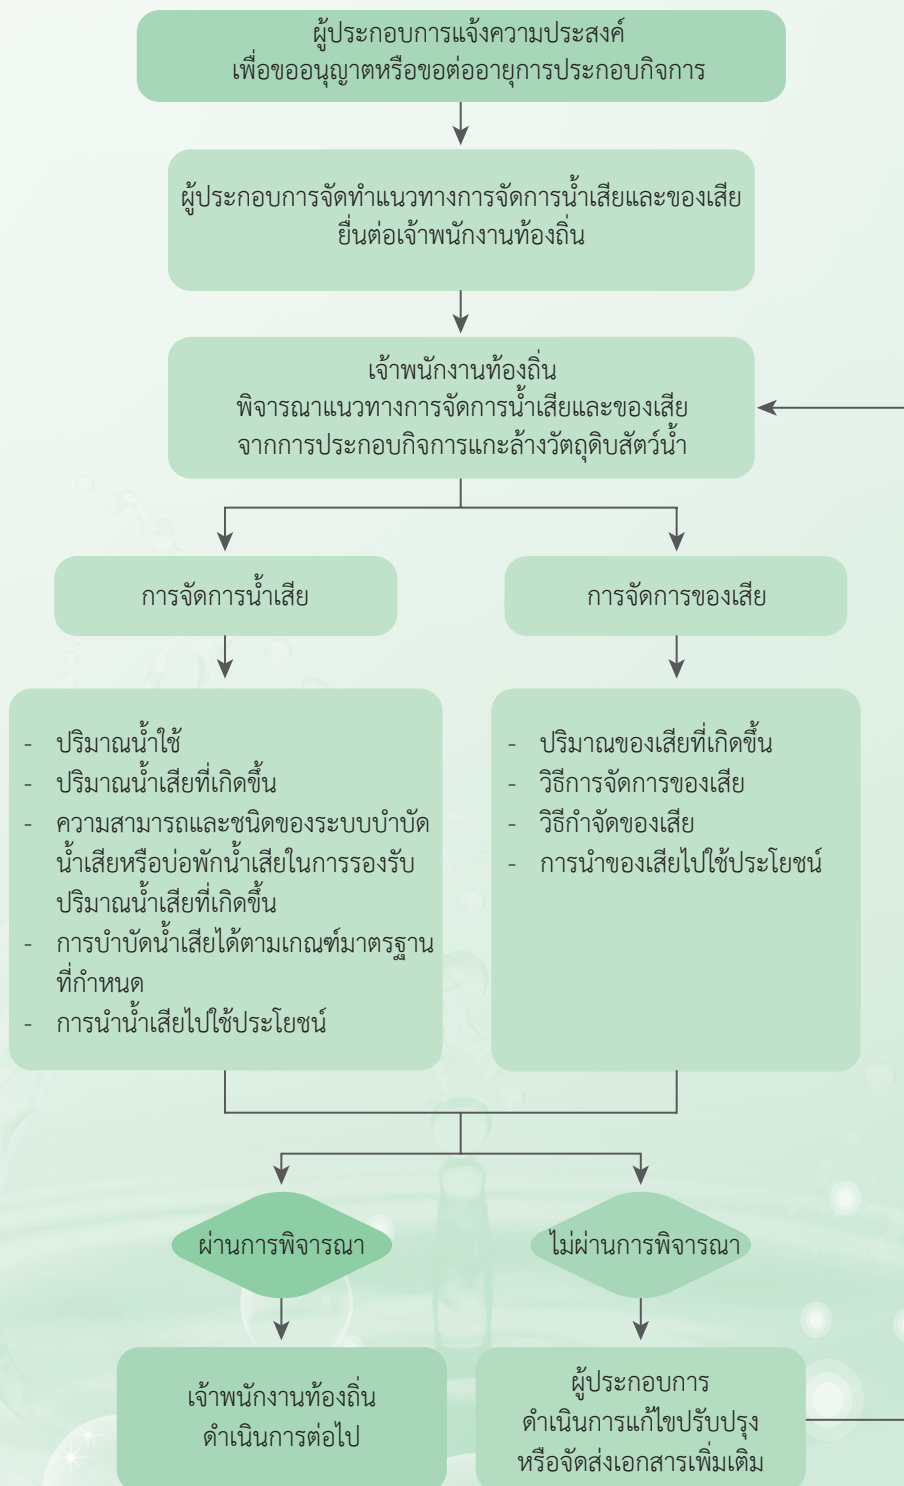 ผู้ประกอบการแจ้งความประสงค์
เพื่อขออนุญาตหรือขอต่ออายุการประกอบกิจการ
ผู้ประกอบการจัดทำแนวทางการจัดการน้ำเสียและของเสีย
ยื่นต่อเจ้าพนักงานท้องถิ่น
เจ้าพนักงานท้องถิ่น
พิจารณาแนวทางการจัดการน้ำเสียและของเสีย
จากการประกอบกิจการแกะล้างวัตถุดิบสัตว์น้ำ
การจัดการน้ำเสีย
การจัดการของเสีย
- ปริมาณน้ำใช้
- ปริมาณน้ำเสียที่เกิดขึ้น
- ความสามารถและชนิดของระบบบำบัด
น้ำเสียหรือบ่อพักน้ำเสียในการรองรับ
ปริมาณน้ำเสียที่เกิดขึ้น
- การบำบัดน้ำเสียได้ตามเกณฑ์มาตรฐาน
ที่กำหนด
- การนำน้ำเสียไปใช้ประโยชน์
- ปริมาณของเสียที่เกิดขึ้น
- วิธีการจัดการของเสีย
- วิธีกำจัดของเสีย
- การนำของเสียไปใช้ประโยชน์
ผ่านการพิจารณา
ไม่ผ่านการพิจารณา
เจ้าพนักงานท้องถิ่น
ดำเนินการต่อไป
ผู้ประกอบการ
ดำเนินการแก้ไขปรับปรุง
หรือจัดส่งเอกสารเพิ่มเติม